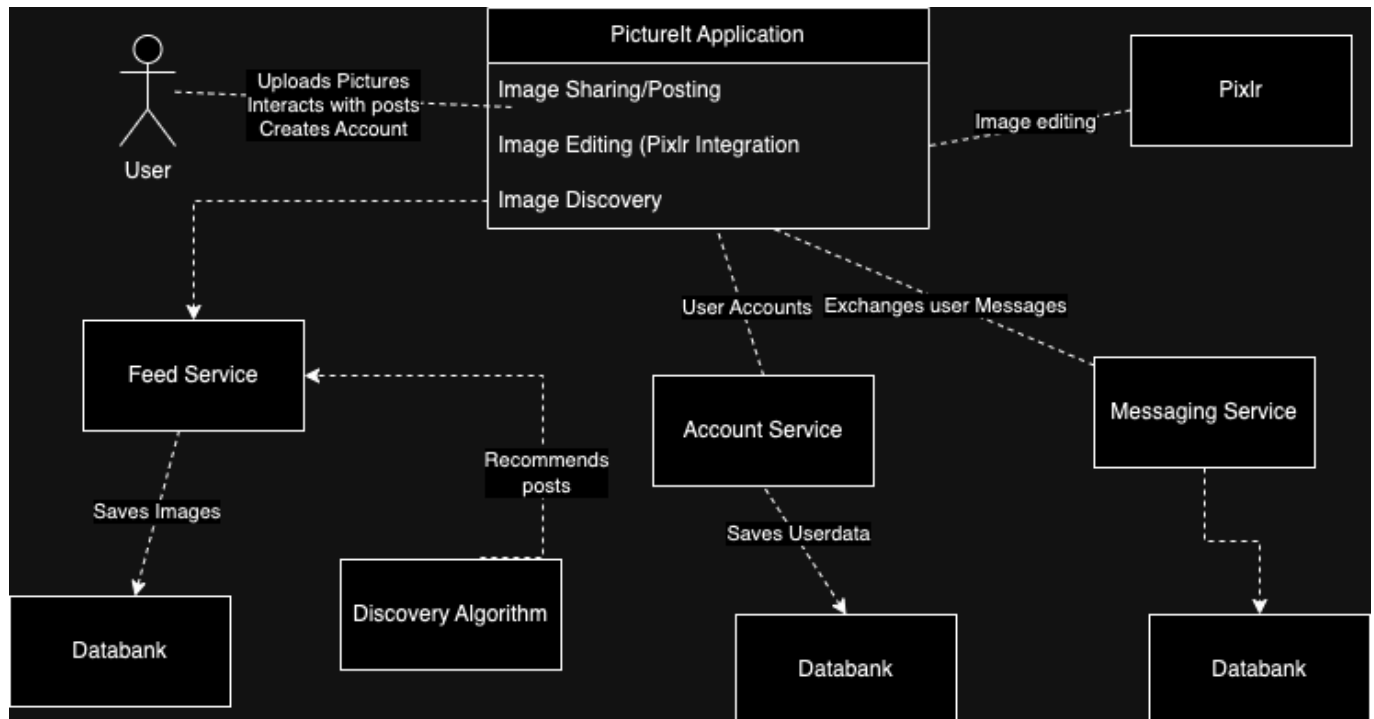 PictureIt Application
Uploads Pictures
Interacts with posts
Creates Account
User
Image Sharing/Posting
Image Editing (Pixlr Integration
Image Discovery
Image editing
Pixlr
User Accounts
Exchanges user Messages
Feed Service
Account Service
Messaging Service
Recommends
posts
Saves Images
Saves Userdata
Discovery Algorithm
Databank
Databank
Databank